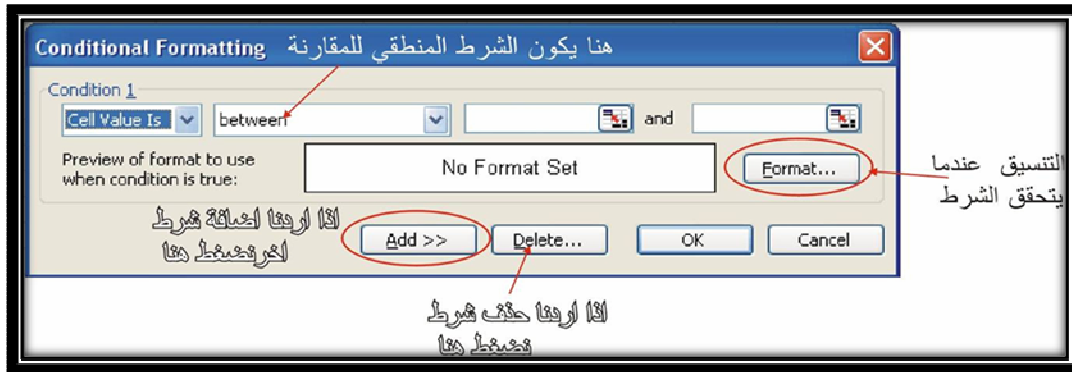 Conditional Formatting هنا يكون الشرط المنطقي للمقارنة
Condition 1
Cell Value Is between and
Preview of format to use
when condition is true:
No Format Set
Format...
التنسيق عندما
يتحقق الشرط
اذا اردنا اضافة شرط
اخر نضغط هنا
Add >> Delete... OK Cancel
اذا اردنا حذف شرط
نضغط هنا